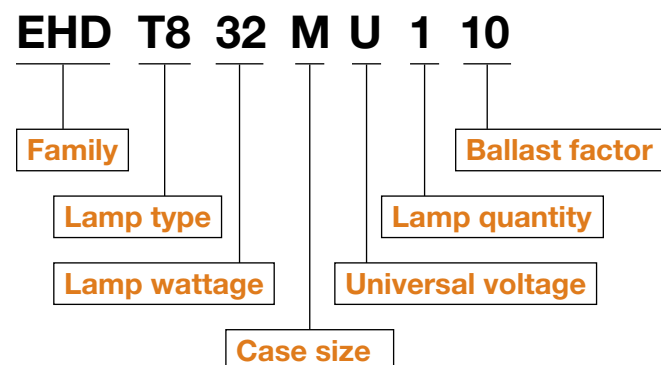 EHD T8 32 M U 1 10
Family
Ballast factor
Lamp type
Lamp quantity
Lamp wattage
Universal voltage
Case size